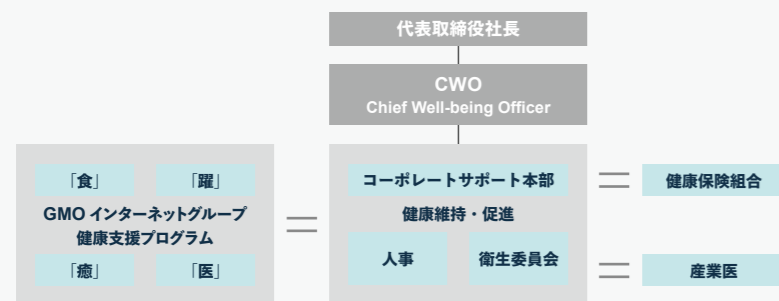 代表取締役社長
CWO
Chief Well-being Officer
「食」
「躍」
GMO インターネットグループ
健康支援プログラム
「癒」
「医」
コーポレートサポート本部
健康維持・促進
人事
衛生委員会
健康保険組合
産業医